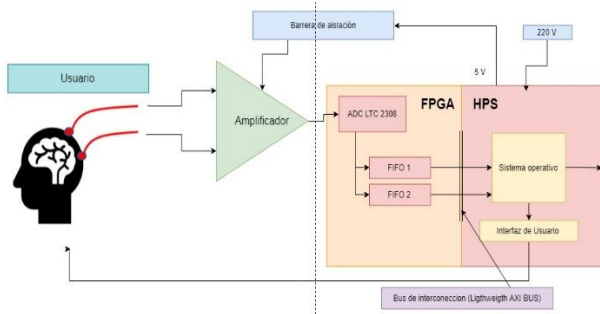 Barrera de aislación
220 V
Usuario
5 V
Amplificador
FPGA
HPS
ADC LTC 2308
FIFO 1
Sistema operativo
FIFO 2
Interfaz de Usuario
Bus de interconeccion (Ligthweigth AXI BUS)